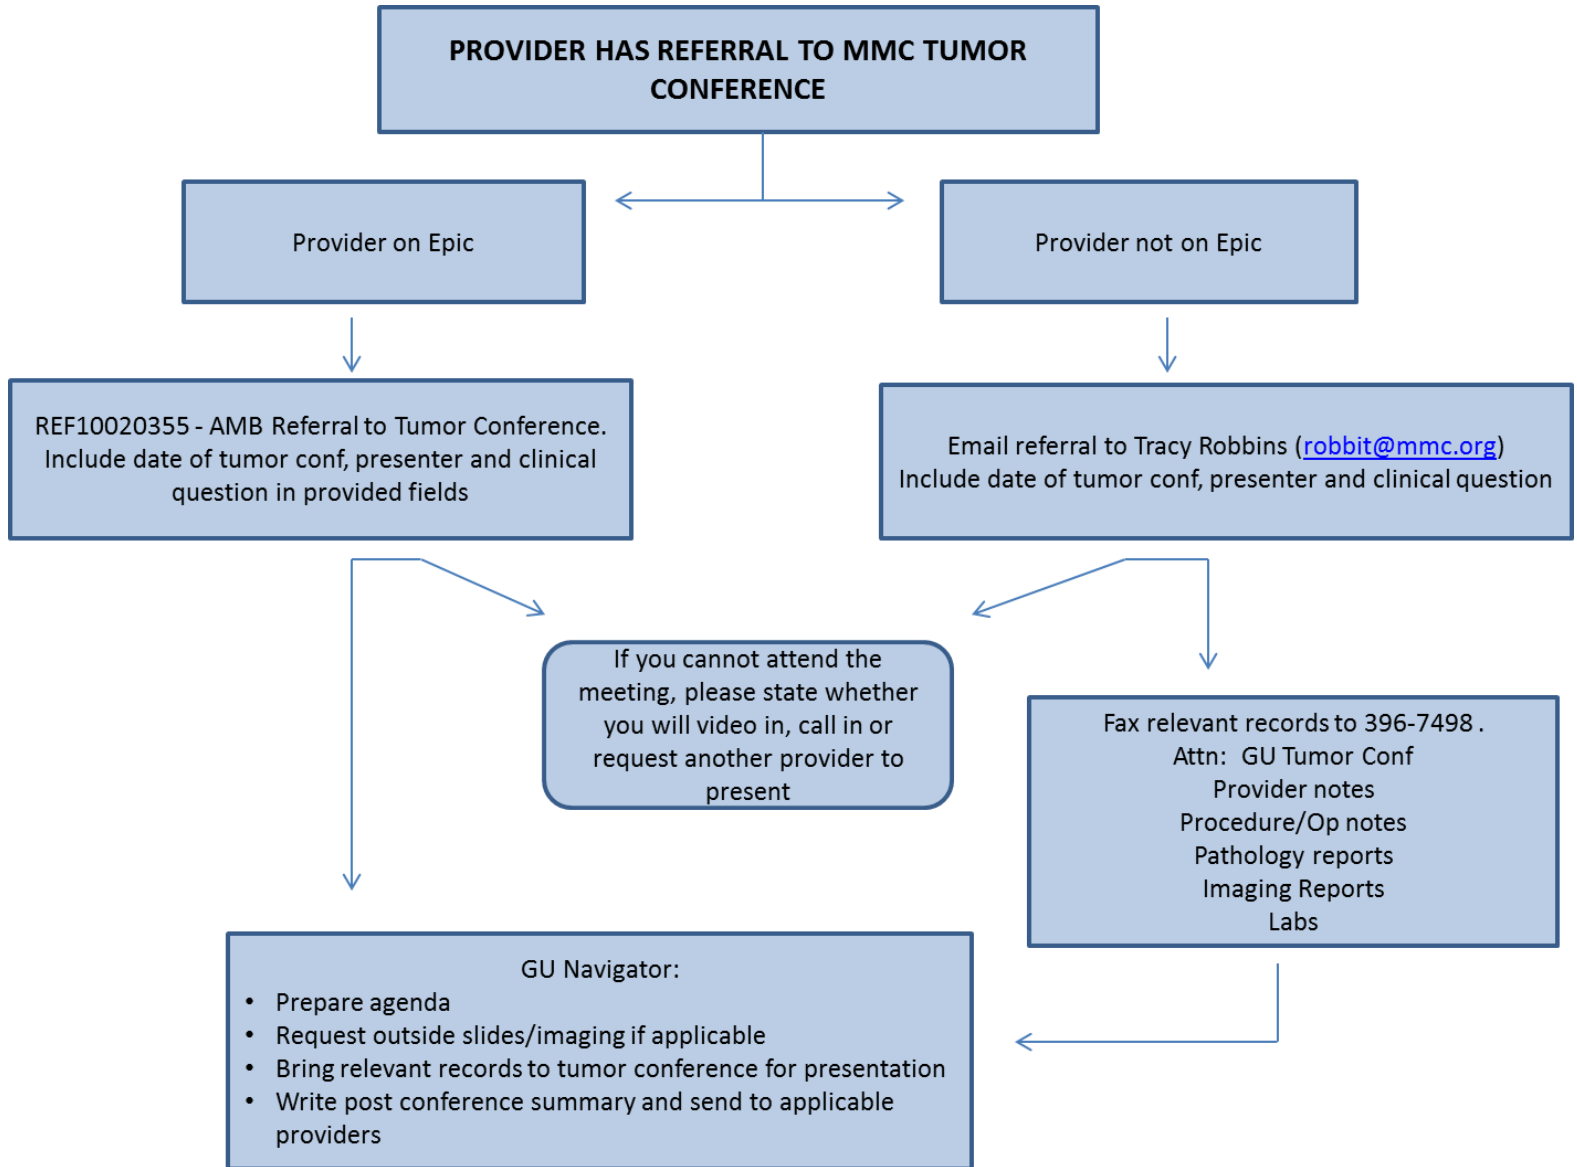 PROVIDER HAS REFERRAL TO MMC TUMOR
CONFERENCE
Provider on Epic
Provider not on Epic
REF10020355 - AMB Referral to Tumor Conference.
Include date of tumor conf, presenter and clinical
question in provided fields
Email referral to Tracy Robbins (robbit@mmc.org)
Include date of tumor conf, presenter and clinical question
If you cannot attend the
meeting, please state whether
you will video in, call in or
request another provider to
present
Fax relevant records to 396-7498 .
Attn:  GU Tumor Conf
Provider notes
Procedure/Op notes
Pathology reports
Imaging Reports
Labs
GU Navigator:
• Prepare agenda
• Request outside slides/imaging if applicable
• Bring relevant records to tumor conference for presentation
• Write post conference summary and send to applicable
providers